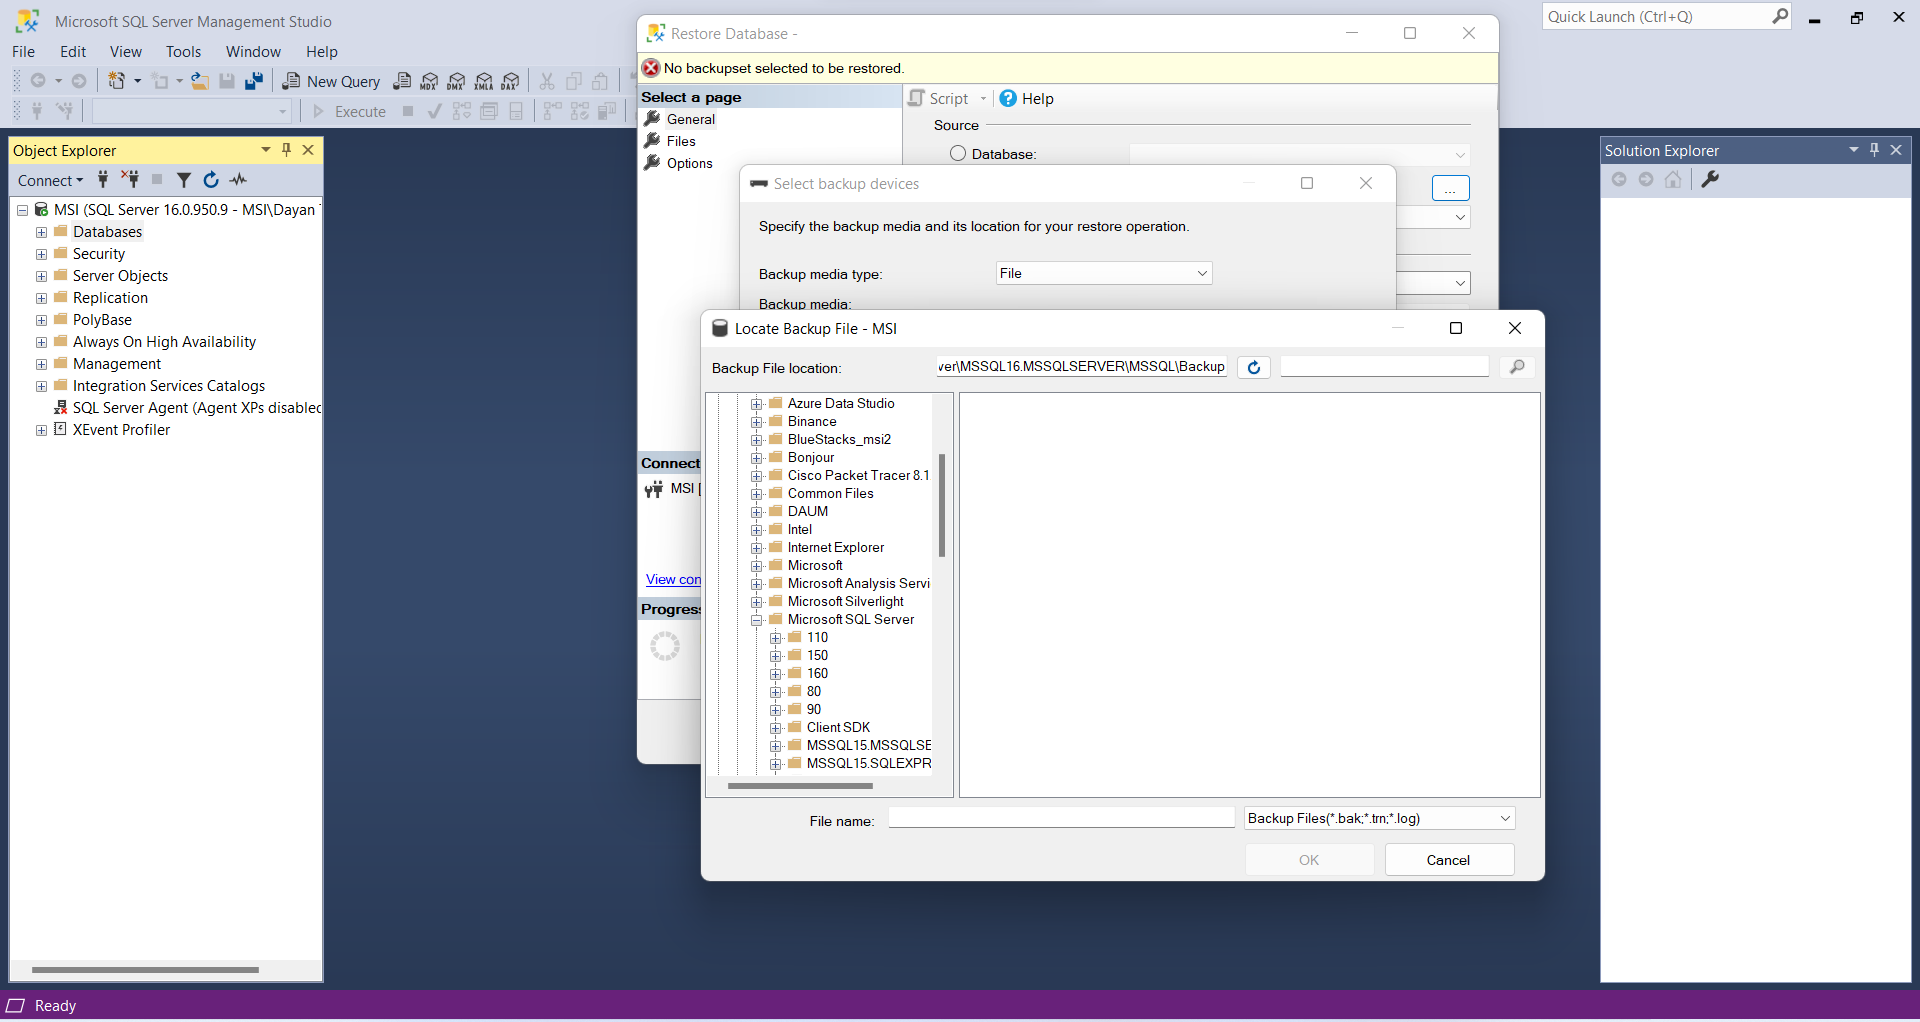 Microsoft SQL Server Management Studio
Quick Launch (Ctrl+Q)
File Edit View Tools Window Help
New Query
MDX DMX XMLA DAX
Execute
Object Explorer
Connect
MSI (SQL Server 16.0.950.9 - MSI\Dayan
Databases
Security
Server Objects
Replication
PolyBase
Always On High Availability
Management
Integration Services Catalogs
SQL Server Agent (Agent XPs disabled
XEvent Profiler
Restore Database -
No backupset selected to be restored.
Select a page
General
Files
Options
Script
Help
Source
Database:
...
Connect
MSI [
View con
Progress
Select backup devices
Specify the backup media and its location for your restore operation.
Backup media type:
File
Backup media:
Locate Backup File - MSI
Backup File location:
ver\MSSQL16.MSSQLSERVER\MSSQL\Backup
Azure Data Studio
Binance
BlueStacks_msi2
Bonjour
Cisco Packet Tracer 8.1
Common Files
DAUM
Intel
Internet Explorer
Microsoft
Microsoft Analysis Servi
Microsoft Silverlight
Microsoft SQL Server
110
150
160
80
90
Client SDK
MSSQL15.MSSQLSE
MSSQL15.SQLEXPR
File name:
Backup Files(*.bak;*.trn;*.log)
OK
Cancel
Solution Explorer
Ready